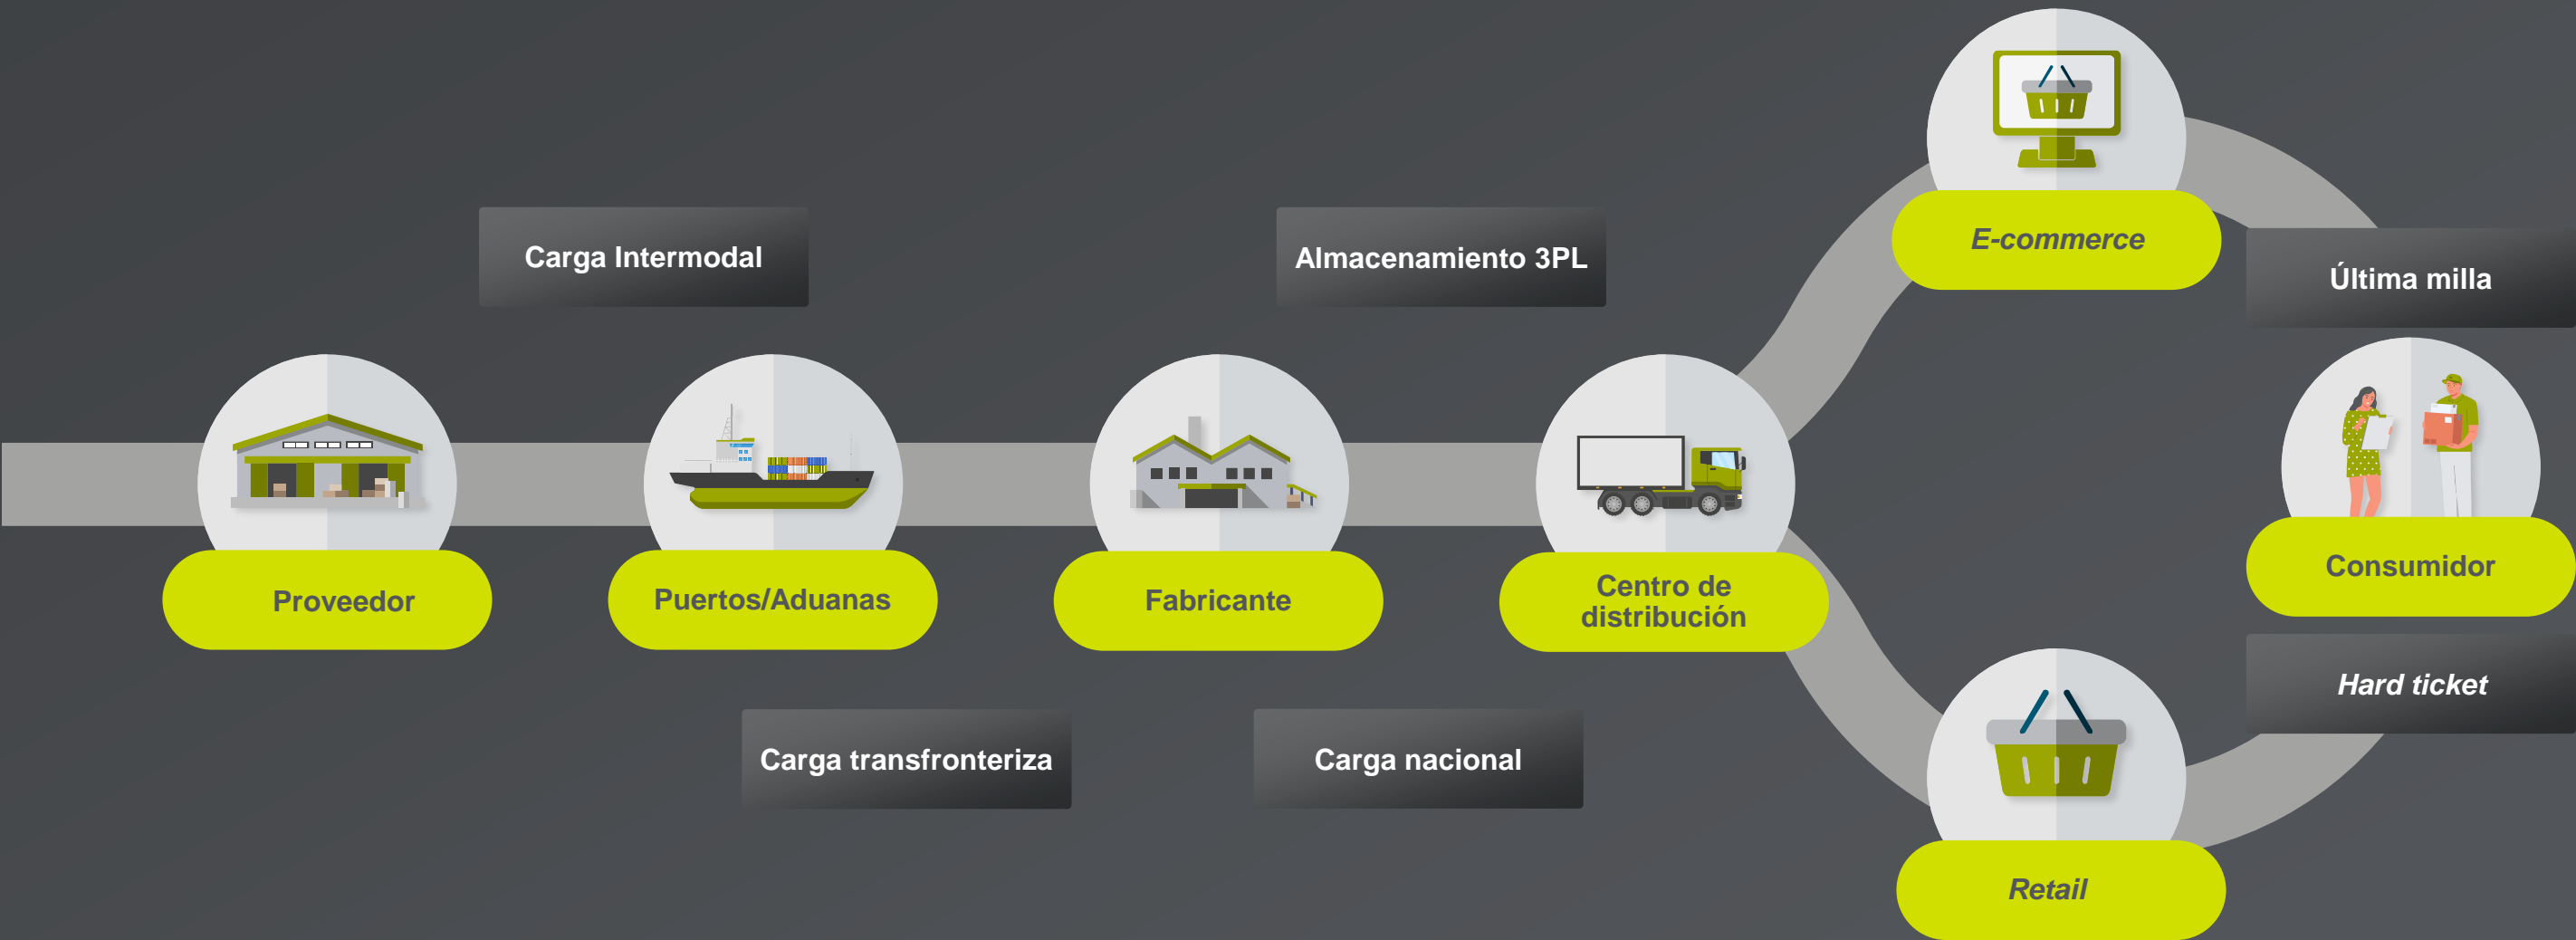 E-commerce
Carga Intermodal
Almacenamiento 3PL
Última milla
Proveedor
Puertos/Aduanas
Fabricante
Centro de
distribución
Consumidor
Hard ticket
Carga transfronteriza
Carga nacional
Retail